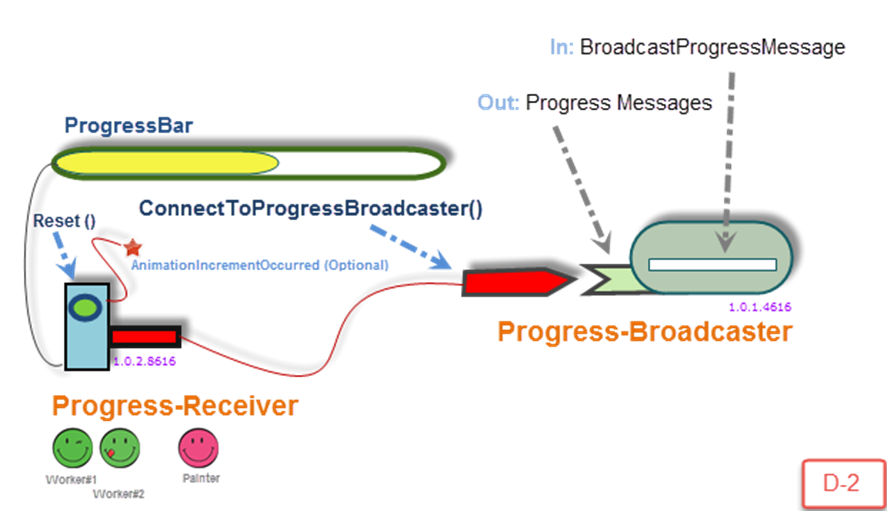 In: BroadcastProgressMessage
Out: Progress Messages
ProgressBar
ConnectToProgressBroadcaster()
Reset ()
AnimationIncrementOccurred (Optional)
1.0.1.4616
Progress-Broadcaster
1.0.2.8616
Progress-Receiver
Worker#1
Worker#2
Painter
D-2